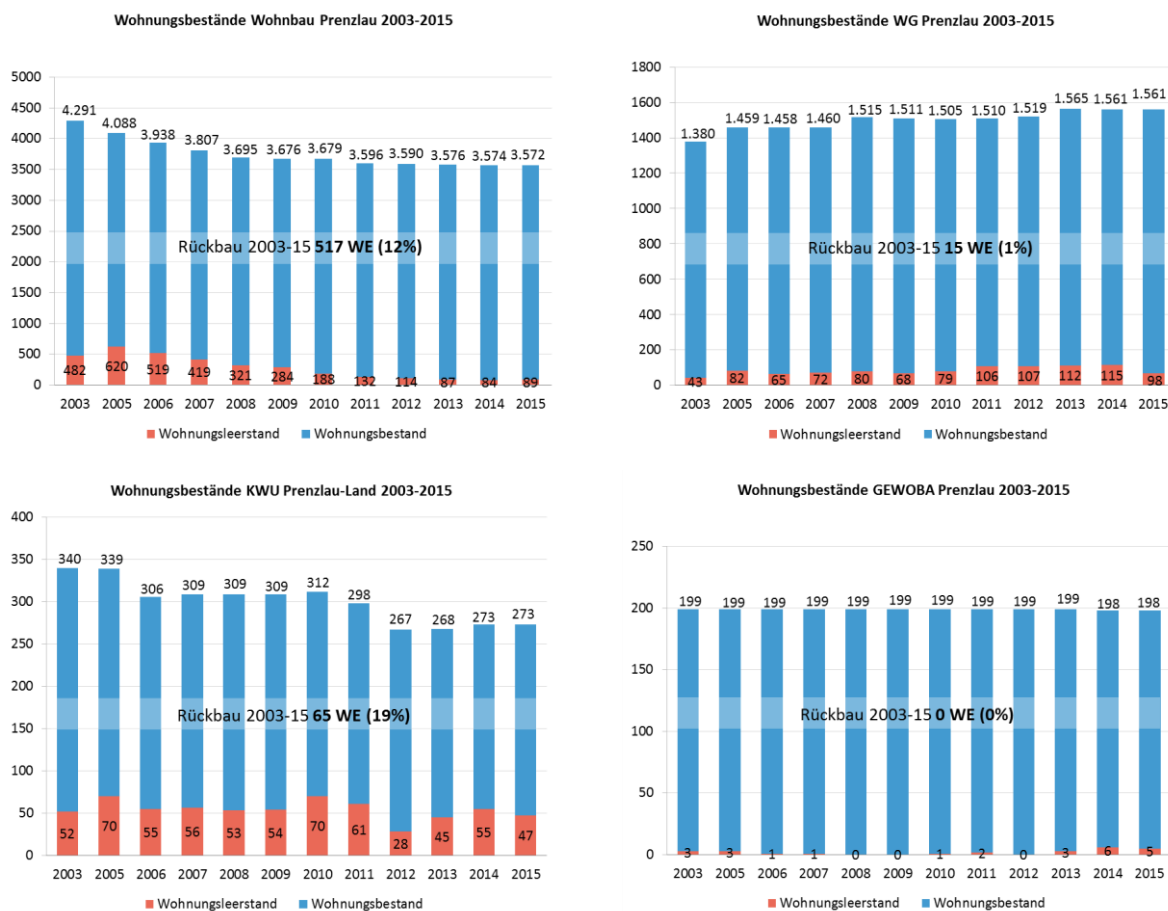 Wohnungsbestände Wohnbau Prenzlau 2003-2015
5000
4500
4000
3500
3000
2500
2000
1500
1000
500
0
4.291 4.088 3.938 3.807 3.695 3.676 3.679 3.596 3.590 3.576 3.574 3.572
Rückbau 2003-15 517 WE (12%)
482 620 519 419 321 284 188 132 114 87 84 89
2003 2005 2006 2007 2008 2009 2010 2011 2012 2013 2014 2015
Wohnungsleerstand Wohnungsbestand
Wohnungsbestände WG Prenzlau 2003-2015
1800
1600
1400
1200
1000
800
600
400
200
0
1.380 1.459 1.458 1.460 1.515 1.511 1.505 1.510 1.519 1.565 1.561 1.561
Rückbau 2003-15 15 WE (1%)
43 82 65 72 80 68 79 106 107 112 115 98
2003 2005 2006 2007 2008 2009 2010 2011 2012 2013 2014 2015
Wohnungsleerstand Wohnungsbestand
Wohnungsbestände KWU Prenzlau-Land 2003-2015
400
350
300
250
200
150
100
50
0
340 339 306 309 309 309 312 298 267 268 273 273
Rückbau 2003-15 65 WE (19%)
52 70 55 56 53 54 70 61 28 45 55 47
2003 2005 2006 2007 2008 2009 2010 2011 2012 2013 2014 2015
Wohnungsleerstand Wohnungsbestand
Wohnungsbestände GEWOBA Prenzlau 2003-2015
250
200
150
100
50
0
199 199 199 199 199 199 199 199 199 199 198 198
Rückbau 2003-15 0 WE (0%)
3 3 1 1 0 0 1 2 0 3 6 5
2003 2005 2006 2007 2008 2009 2010 2011 2012 2013 2014 2015
Wohnungsleerstand Wohnungsbestand